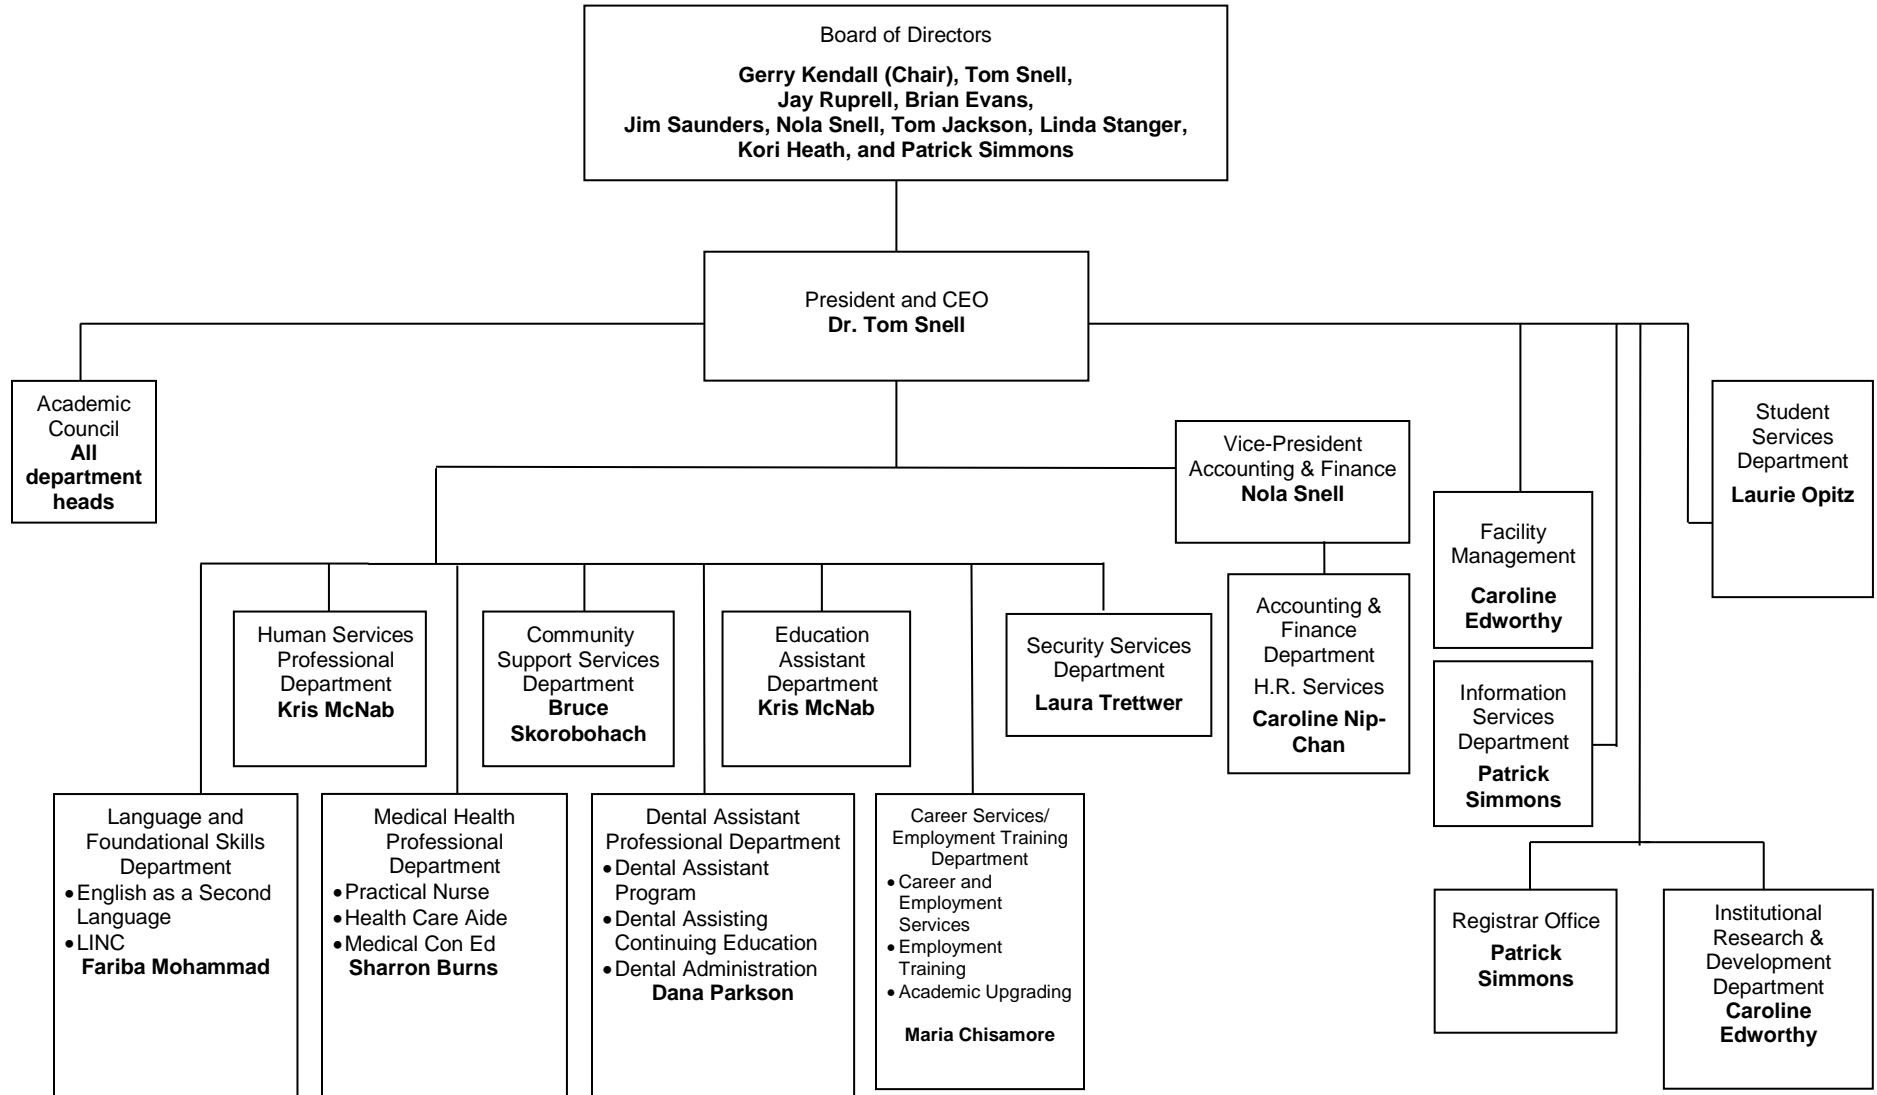 Board of Directors
Gerry Kendall (Chair), Tom Snell,
Jay Ruprell, Brian Evans,
Jim Saunders, Nola Snell, Tom Jackson, Linda Stanger,
Kori Heath, and Patrick Simmons
President and CEO
Dr. Tom Snell
Academic
Council
All
department
heads
Vice-President
Accounting & Finance
Nola Snell
Student
Services
Department
Laurie Opitz
Facility
Management
Caroline
Edworthy
Accounting &
Finance
Department
H.R. Services
Caroline Nip-
Chan
Human Services
Professional
Department
Kris McNab
Community
Support Services
Department
Bruce
Skorobohach
Education
Assistant
Department
Kris McNab
Security Services
Department
Laura Trettwer
Information
Services
Department
Patrick
Simmons
Language and
Foundational Skills
Department
•English as a Second
Language
•LINC
Fariba Mohammad
Medical Health
Professional
Department
•Practical Nurse
•Health Care Aide
•Medical Con Ed
Sharron Burns
Dental Assistant
Professional Department
•Dental Assistant
Program
•Dental Assisting
Continuing Education
•Dental Administration
Dana Parkson
Career Services/
Employment Training
Department
• Career and
Employment
Services
• Employment
Training
• Academic Upgrading
Maria Chisamore
Registrar Office
Patrick
Simmons
Institutional
Research &
Development
Department
Caroline
Edworthy